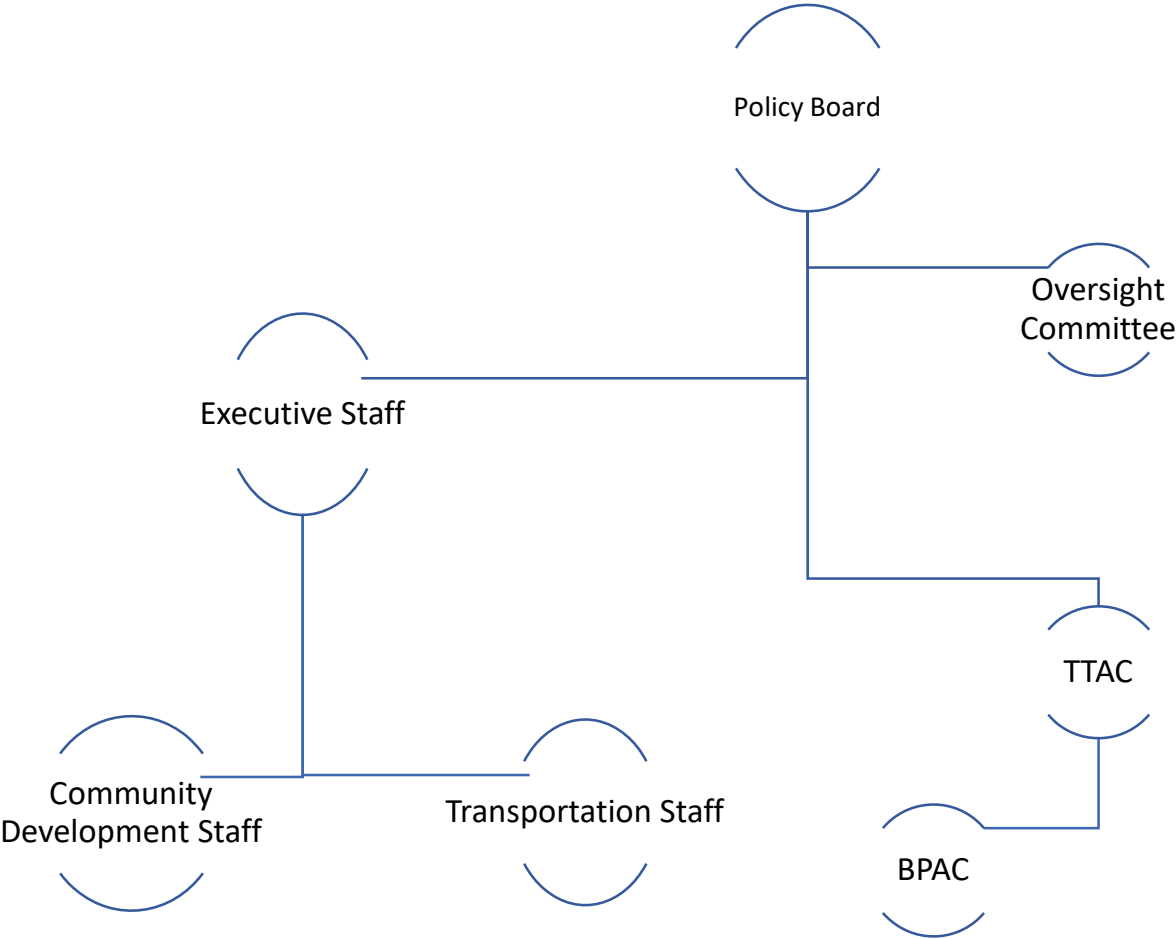 Policy Board
Oversight
Committee
Executive Staff
TTAC
Community
Development Staff
Transportation Staff
BPAC